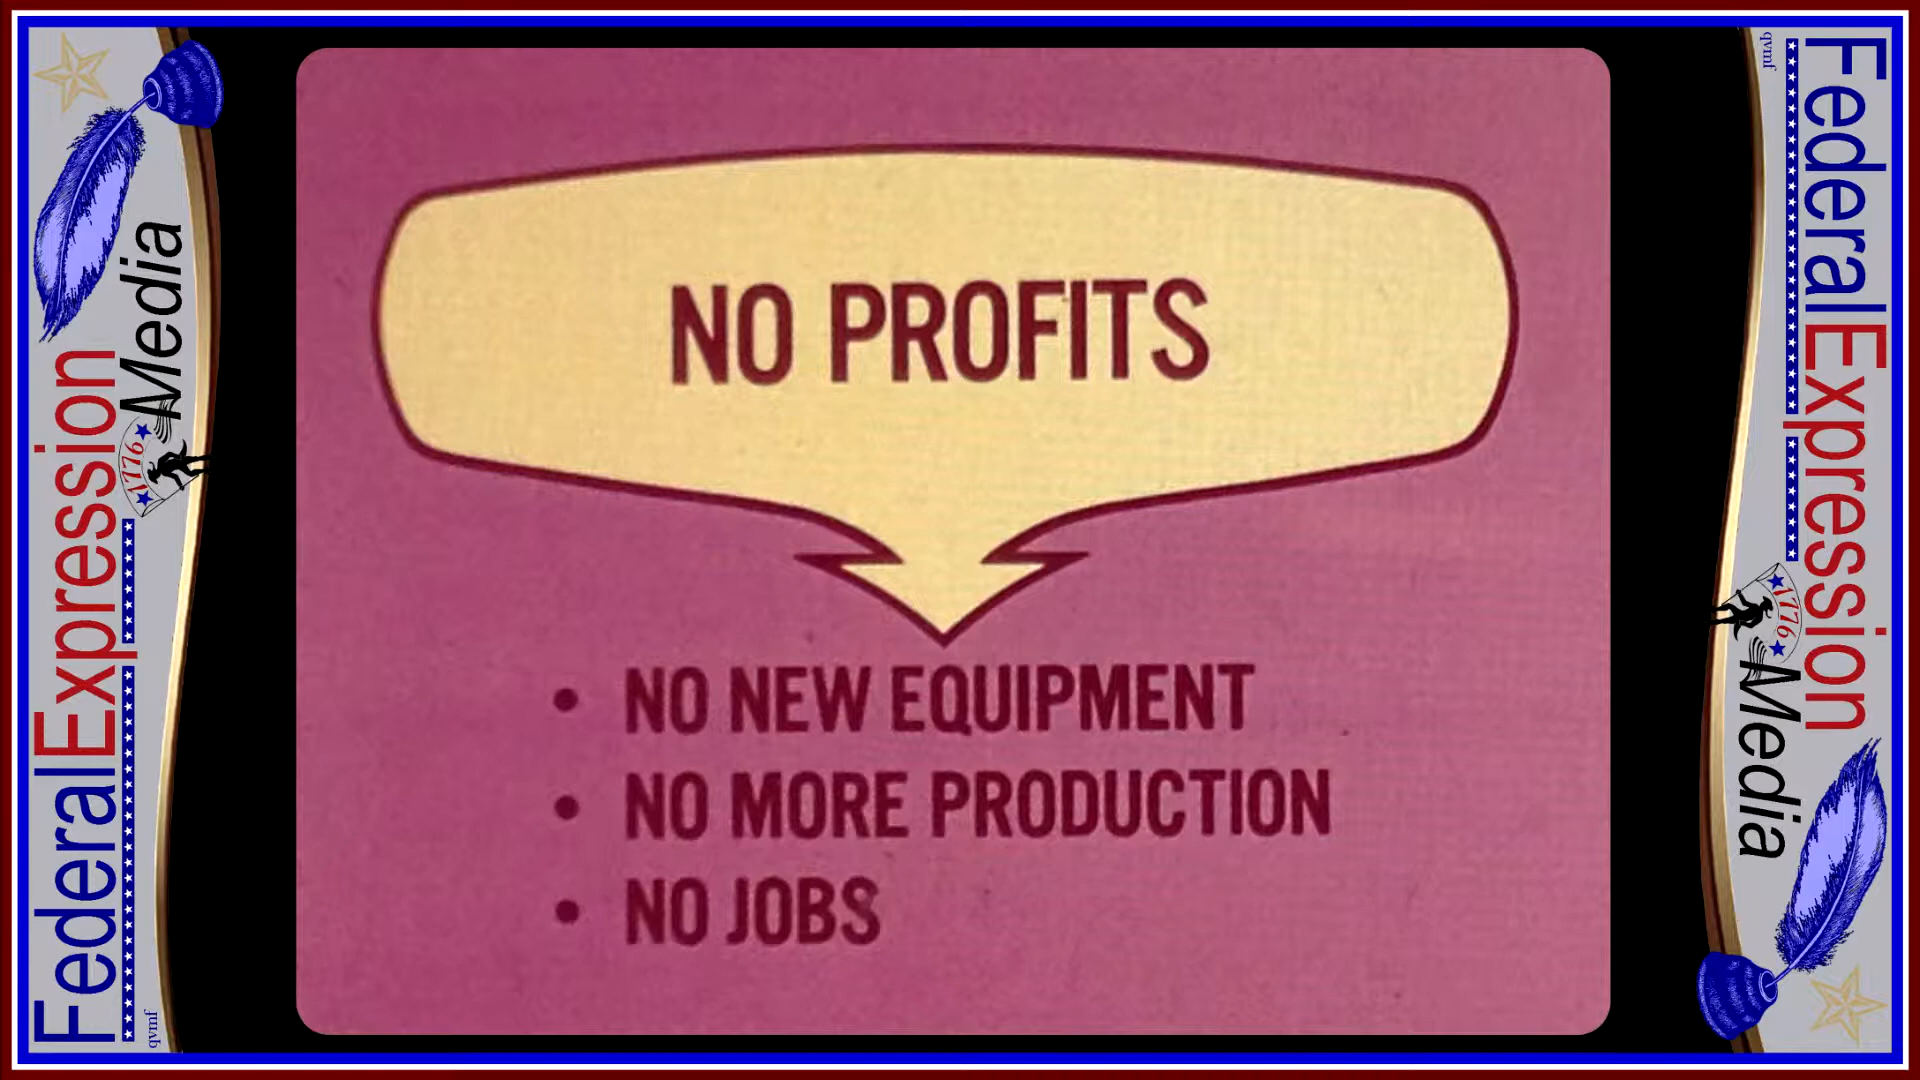 FederalExpression
Media
1776
qvmf
NO PROFITS
• NO NEW EQUIPMENT
• NO MORE PRODUCTION
• NO JOBS
FederalExpression
Media
1776
qvmf